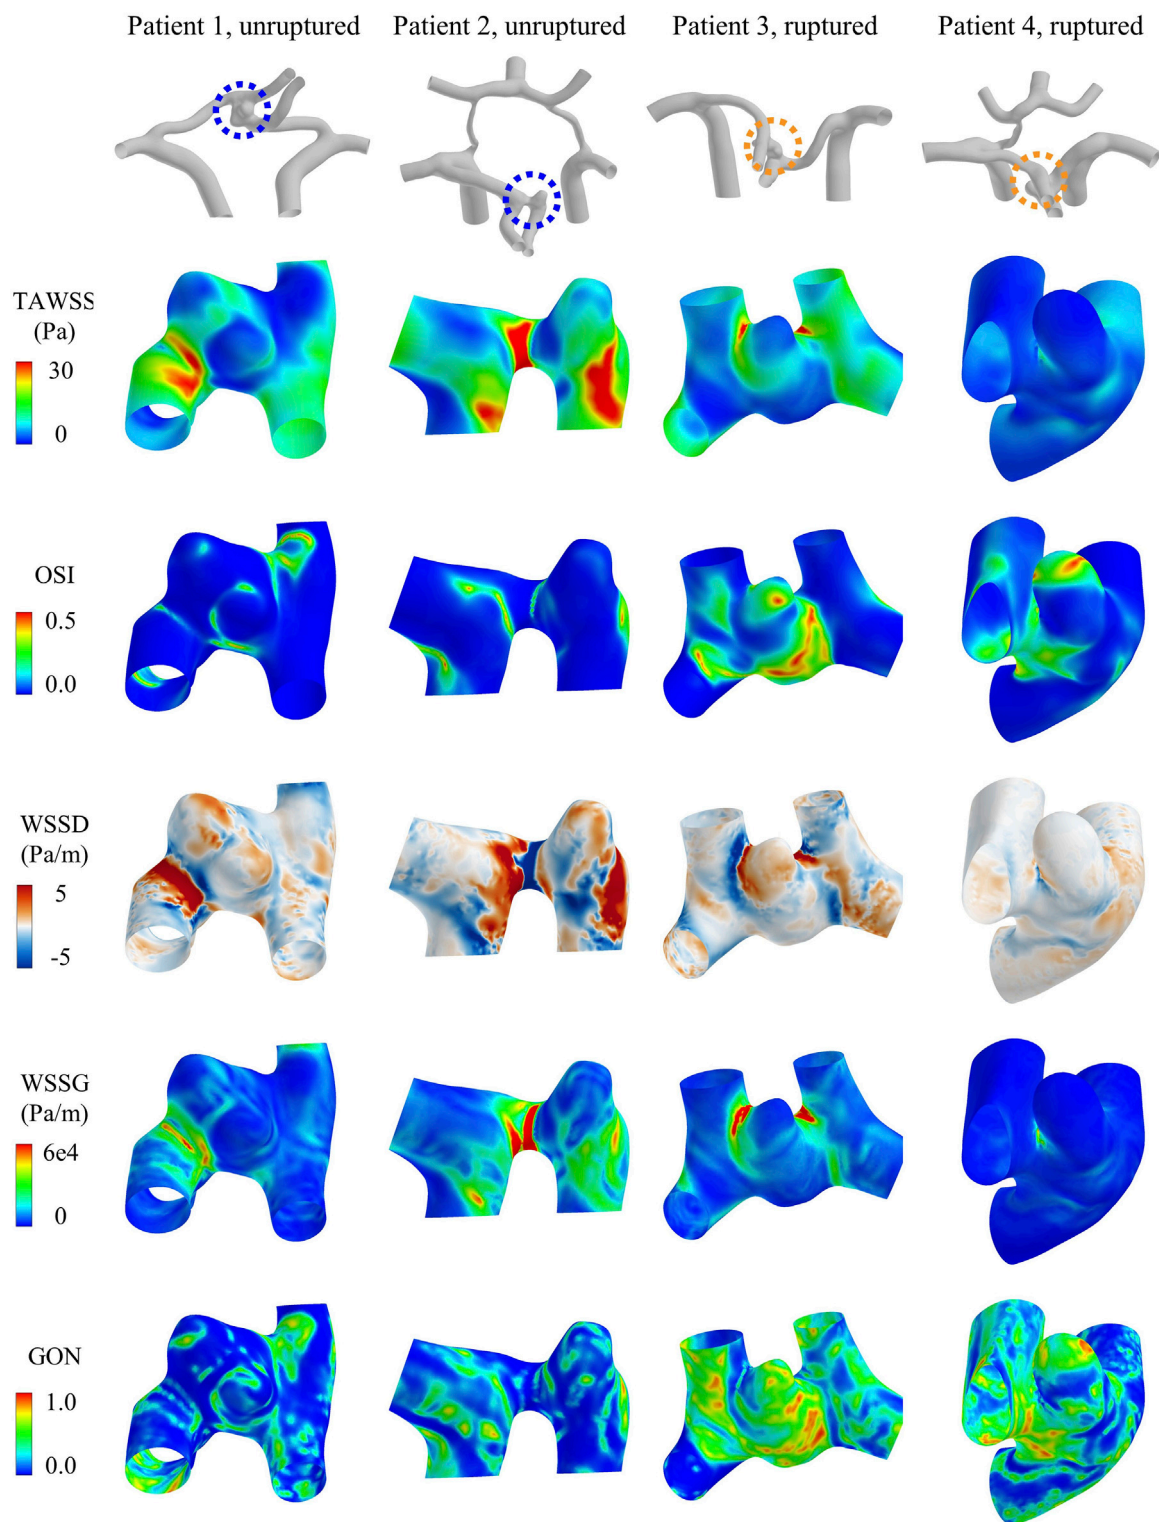 Patient 1, unruptured
Patient 2, unruptured
Patient 3, ruptured
Patient 4, ruptured
TAWSS
(Pa)
30
0
OSI
0.5
0.0
WSSD
(Pa/m)
5
-5
WSSG
(Pa/m)
6e4
0
GON
1.0
0.0